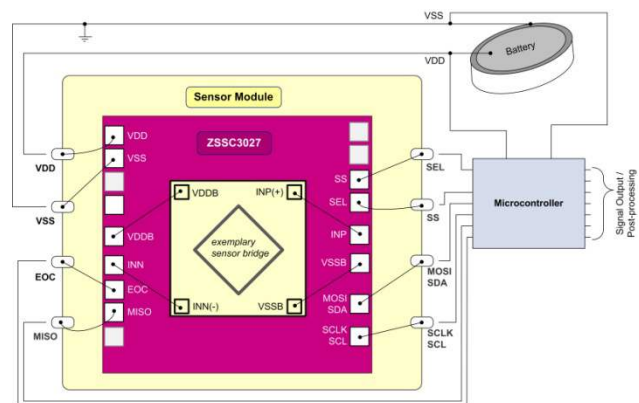 VSS
Battery
VDD
Sensor Module
ZSSC3027
VDD
VSS
VDDB
INN
EOC
MISO
VDDB
INP(+)
exemplary
sensor bridge
INN(-)
VSSB
SS
SEL
INP
VSSB
MOSI
SDA
SCLK
SCL
VDD
VSS
EOC
MISO
SEL
SS
MOSI
SDA
SCLK
SCL
Microcontroller
Signal Output /
Post-processing